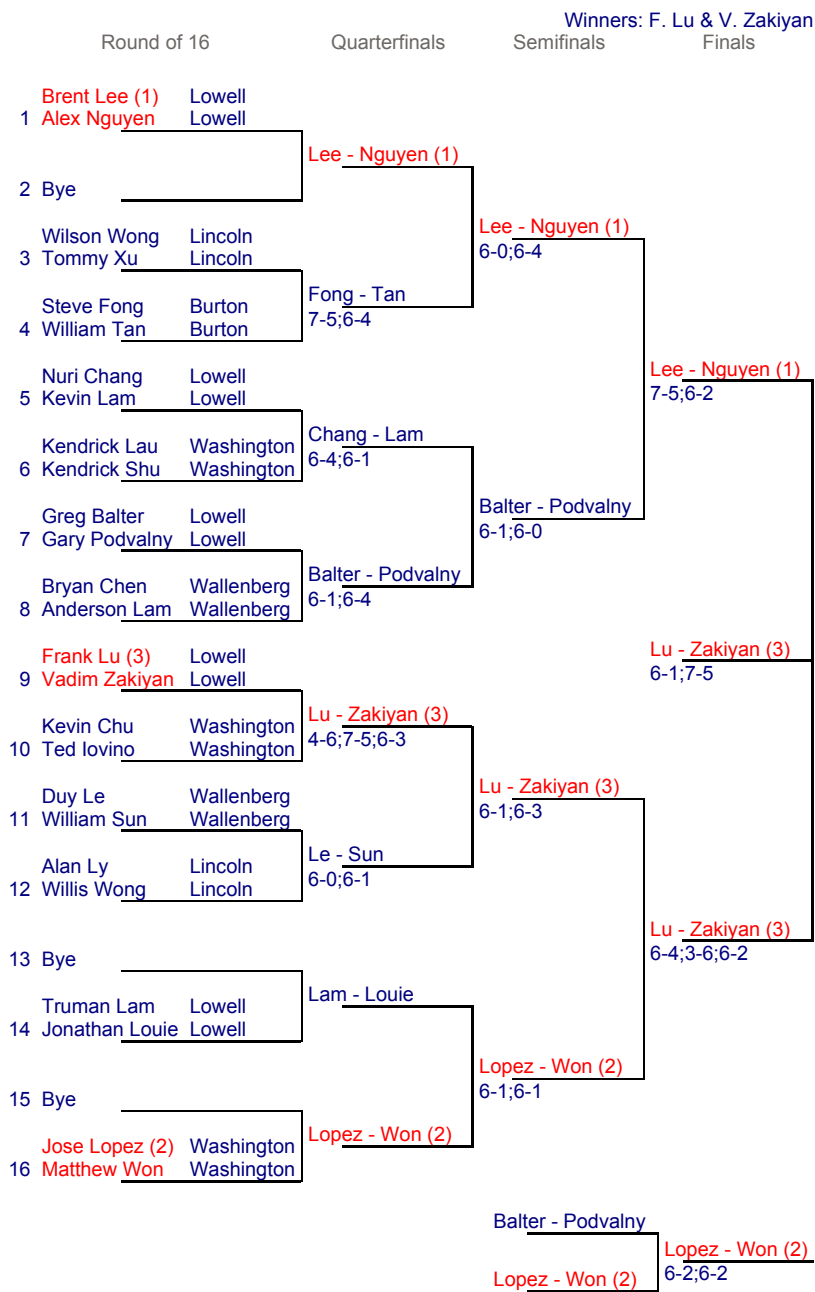 Winners: F. Lu & V. Zakiyan
Round of 16 Quarterfinals Semifinals Finals
Brent Lee (1) Lowell
1 Alex Nguyen Lowell
Lee - Nguyen (1)
2 Bye
Lee - Nguyen (1)
Wilson Wong Lincoln
6-0;6-4
3 Tommy Xu Lincoln
Fong - Tan
Steve Fong Burton
7-5;6-4
4 William Tan Burton
Lee - Nguyen (1)
Nuri Chang Lowell
7-5;6-2
5 Kevin Lam Lowell
Chang - Lam
Kendrick Lau Washington
6-4;6-1
6 Kendrick Shu Washington
Balter - Podvalny
Greg Balter Lowell
6-1;6-0
7 Gary Podvalny Lowell
Balter - Podvalny
Bryan Chen Wallenberg
6-1;6-4
8 Anderson Lam Wallenberg
Lu - Zakiyan (3)
Frank Lu (3) Lowell
6-1;7-5
9 Vadim Zakiyan Lowell
Lu - Zakiyan (3)
Kevin Chu Washington
4-6;7-5;6-3
10 Ted Iovino Washington
Lu - Zakiyan (3)
Duy Le Wallenberg
6-1;6-3
11 William Sun Wallenberg
Le - Sun
Alan Ly Lincoln
6-0;6-1
12 Willis Wong Lincoln
Lu - Zakiyan (3)
6-4;3-6;6-2
13 Bye
Lam - Louie
Truman Lam Lowell
14 Jonathan Louie Lowell
Lopez - Won (2)
6-1;6-1
15 Bye
Lopez - Won (2)
Jose Lopez (2) Washington
16 Matthew Won Washington
Balter - Podvalny
Lopez - Won (2)
6-2;6-2
Lopez - Won (2)